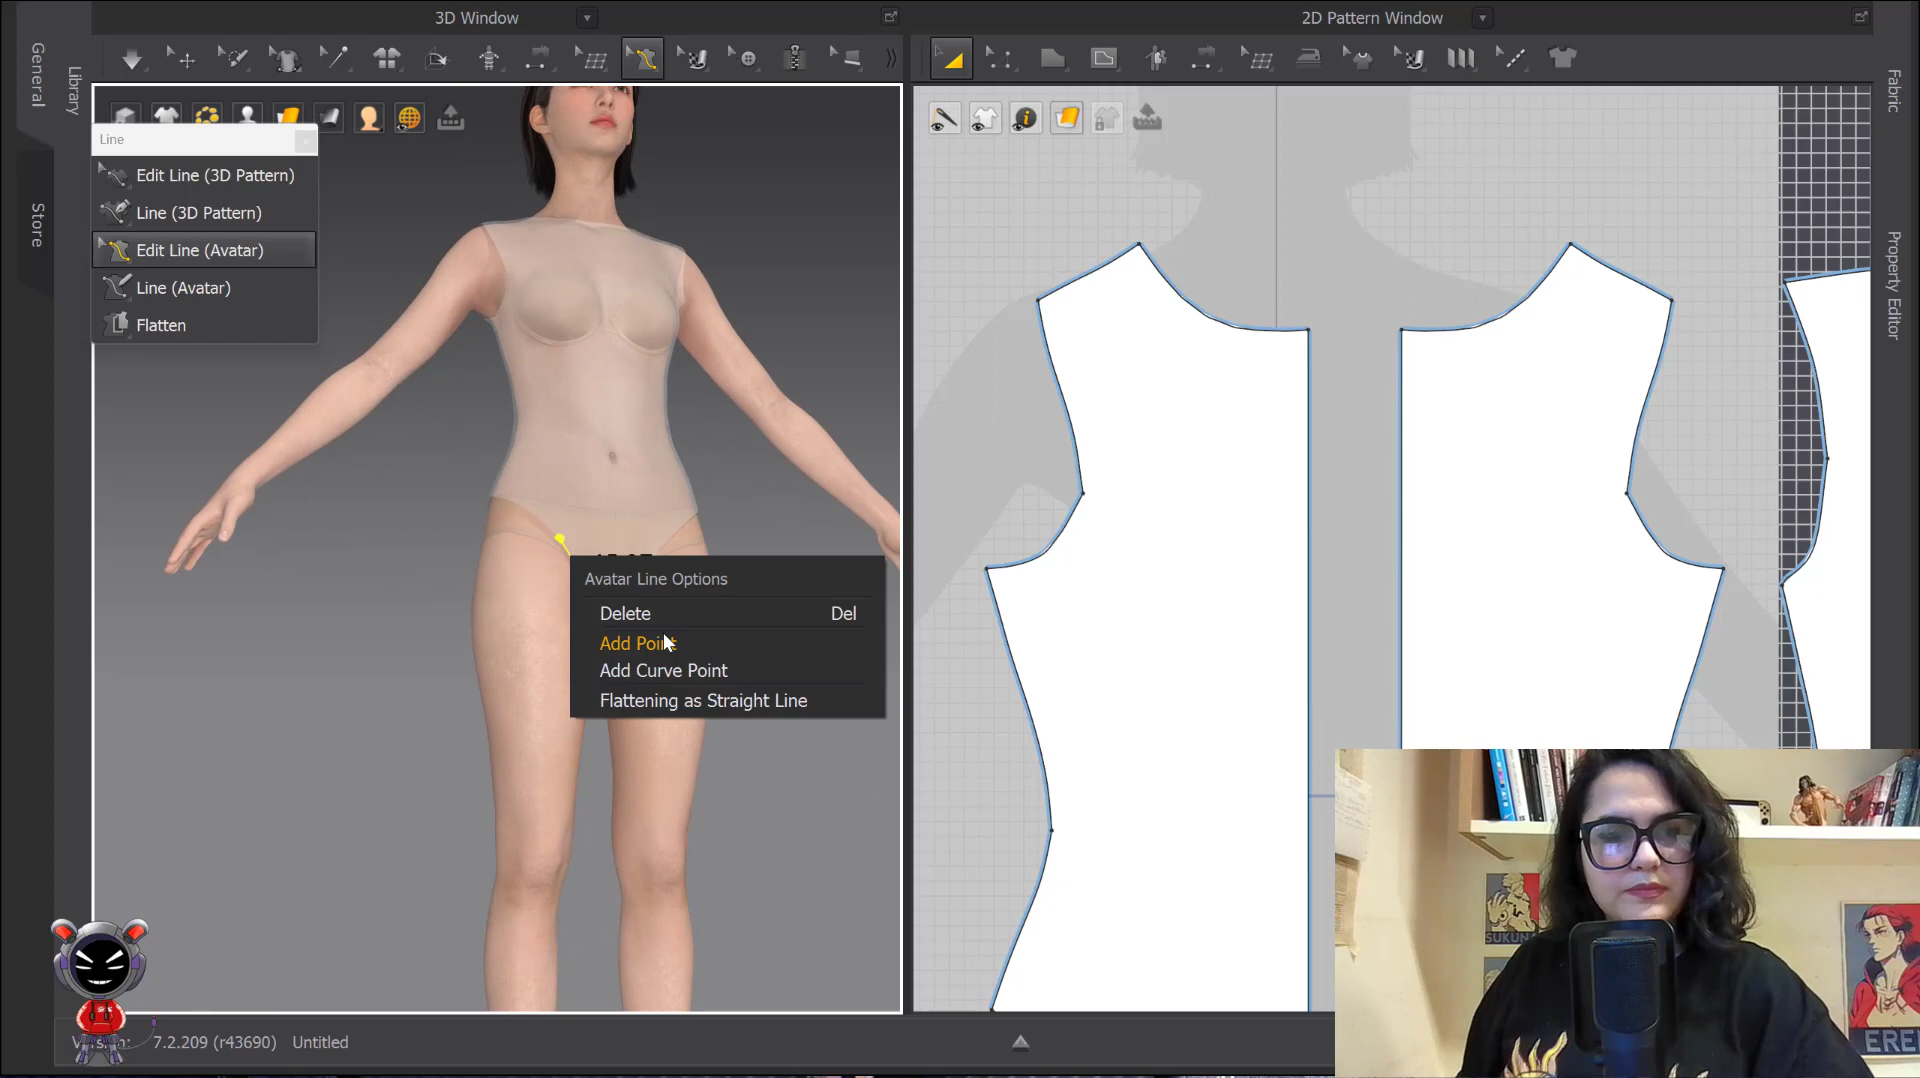 3D Window
2D Pattern Window
General
Library
Store
Fabric
Property Editor
Line
Edit Line (3D Pattern)
Line (3D Pattern)
Edit Line (Avatar)
Line (Avatar)
Flatten
Avatar Line Options
Delete Del
Add Point
Add Curve Point
Flattening as Straight Line
SUKUN
ERE
7.2.209 (r43690) Untitled